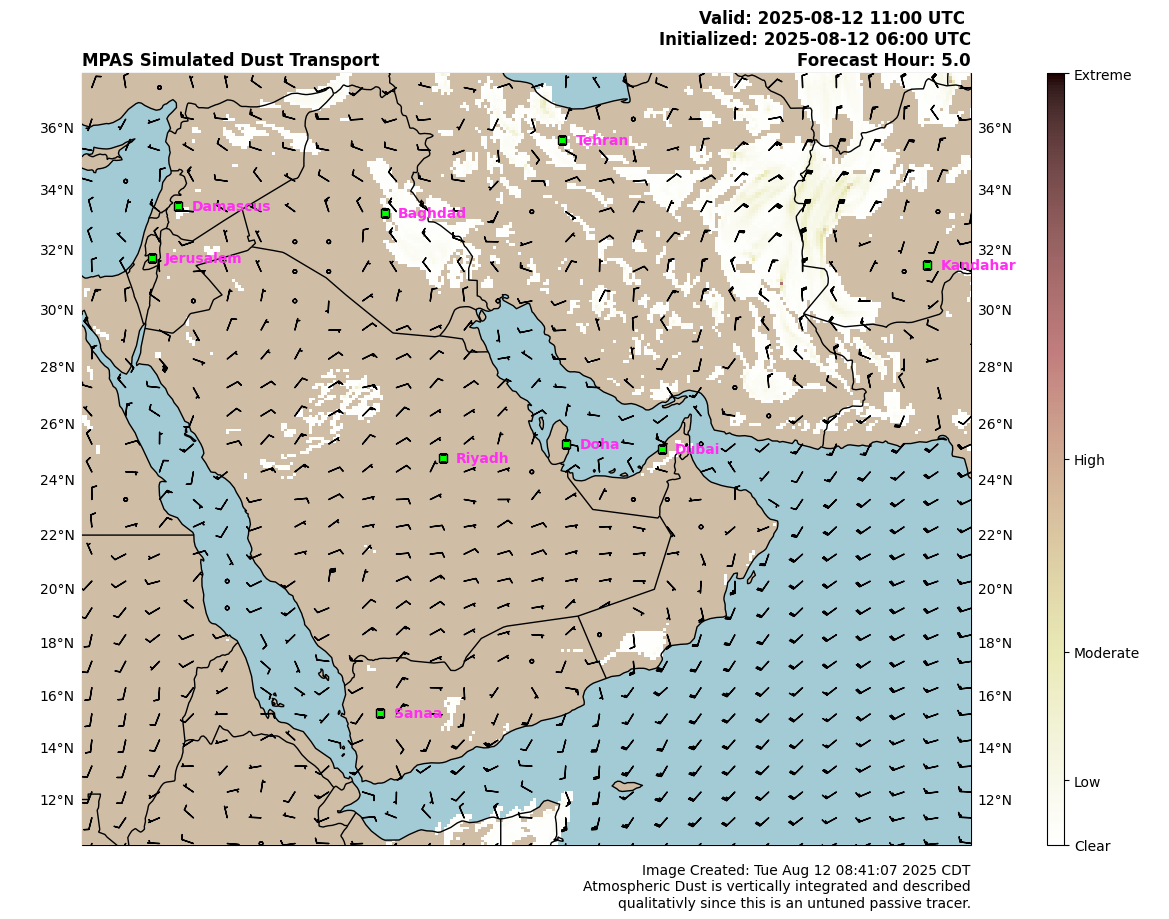 Valid: 2025-08-12 11:00 UTC
Initialized: 2025-08-12 06:00 UTC
MPAS Simulated Dust Transport
Forecast Hour: 5.0
Extreme
36°N
36°N
Tehran
34°N
34°N
Damascus
Baghdad
32°N
32°N
Jerusalem
Kandahar
30°N
30°N
28°N
28°N
26°N
26°N
Doha
Dubai
Riyadh
High
24°N
24°N
22°N
22°N
20°N
20°N
18°N
18°N
Moderate
16°N
16°N
Sanaa
14°N
14°N
Low
12°N
12°N
Clear
Image Created: Tue Aug 12 08:41:07 2025 CDT
Atmospheric Dust is vertically integrated and described
qualitativly since this is an untuned passive tracer.